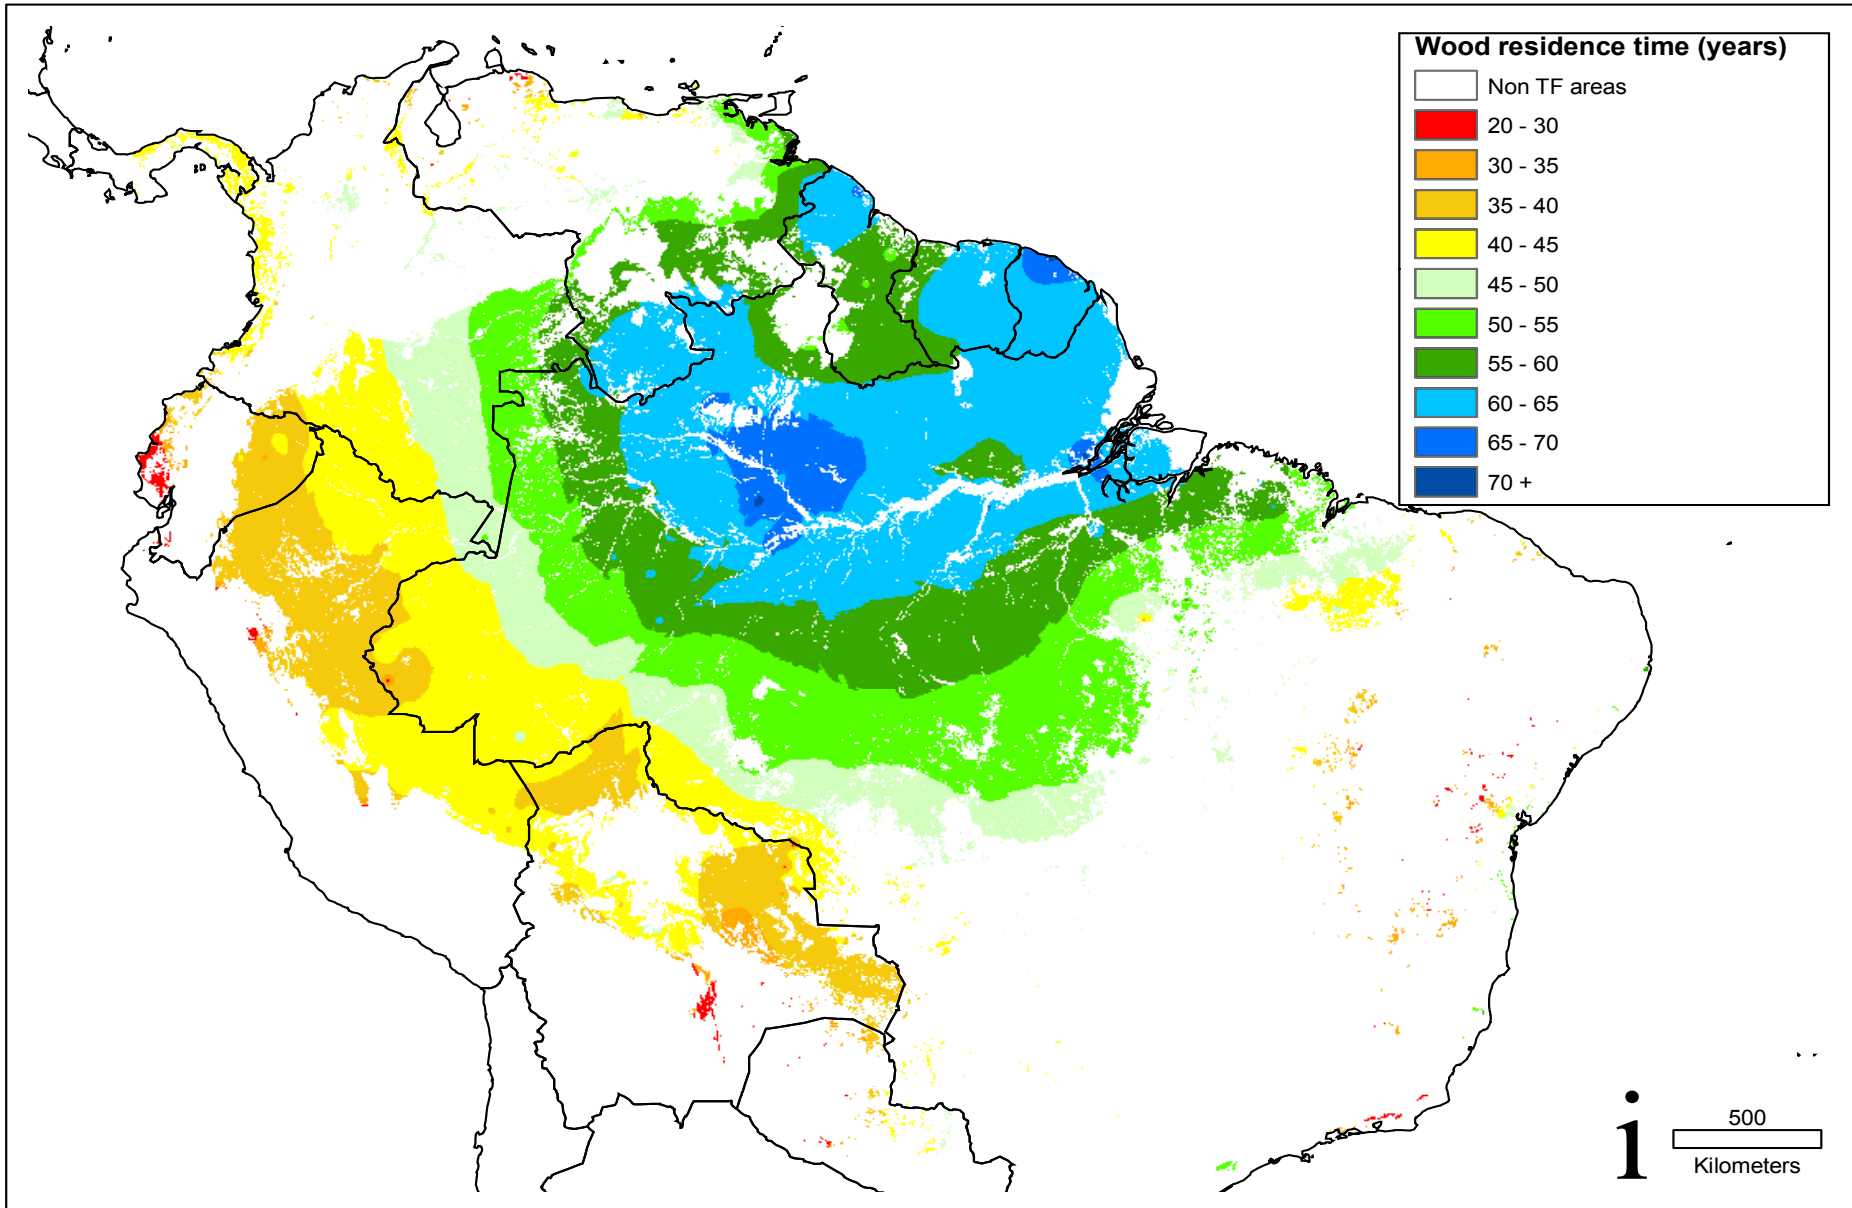 Wood residence time (years)
Non TF areas
20 - 30
30 - 35
35 - 40
40 - 45
45 - 50
50 - 55
55 - 60
60 - 65
65 - 70
70 +
i
500
Kilometers